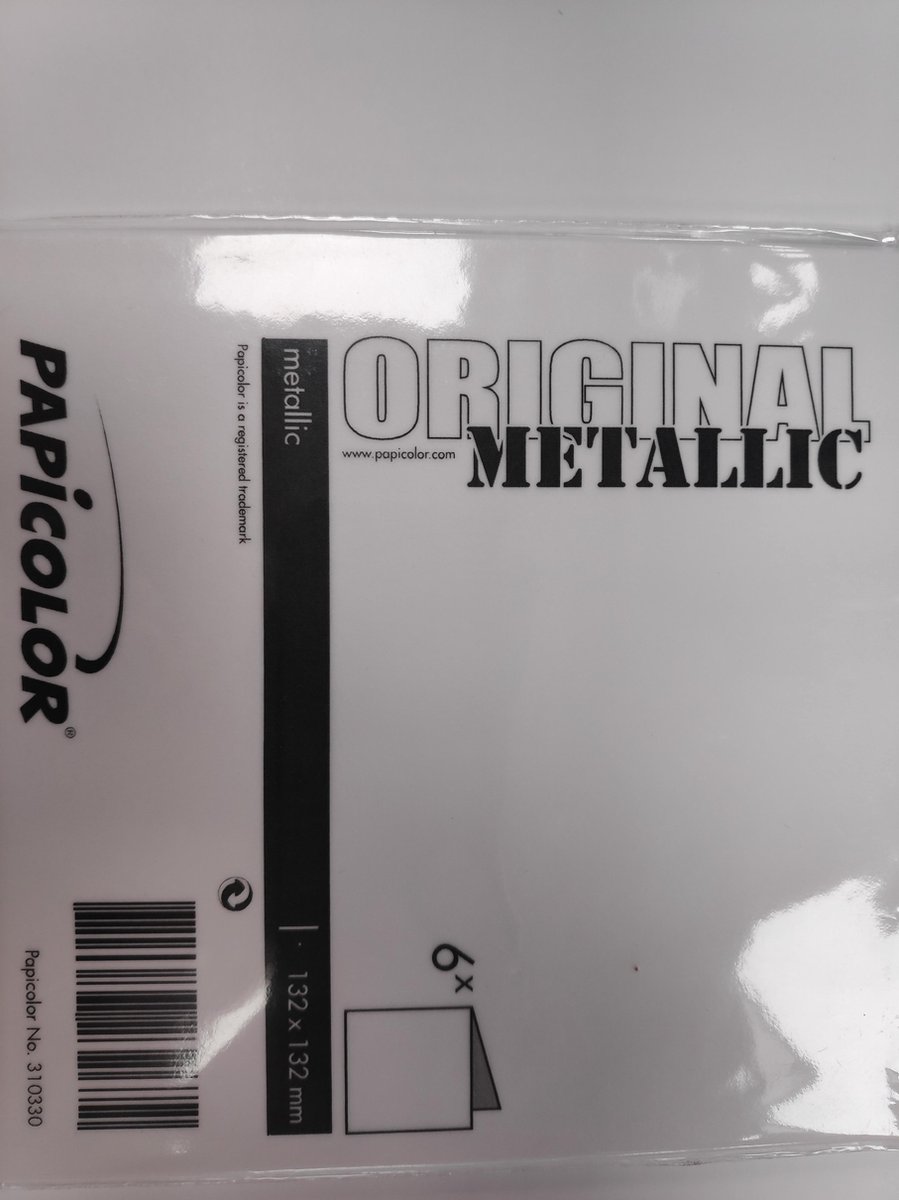 ORIGINAL
METALLIC
www.papicolor.com
6x
metallic
132 x 132 mm
Papicolor is a registered trademark
PAPiCOLOR®
Papicolor No. 310330